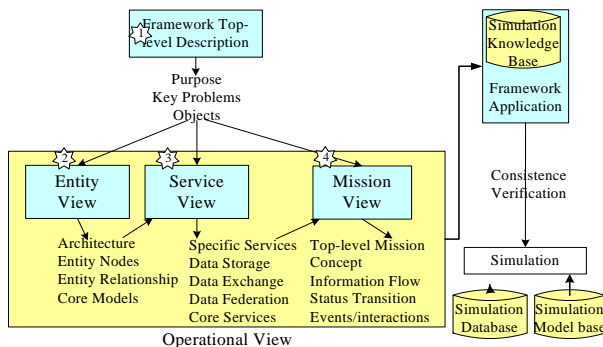 1
Framework Top-
level Description
Purpose
Key Problems
Objects
2
Entity
View
3
Service
View
4
Mission
View
Architecture
Entity Nodes
Entity Relationship
Core Models
Specific Services
Data Storage
Data Exchange
Data Federation
Core Services
Top-level Mission
Concept
Information Flow
Status Transition
Events/interactions
Operational View
Simulation
Knowledge
Base
Framework
Application
Consistence
Verification
Simulation
Simulation
Database
Simulation
Model base